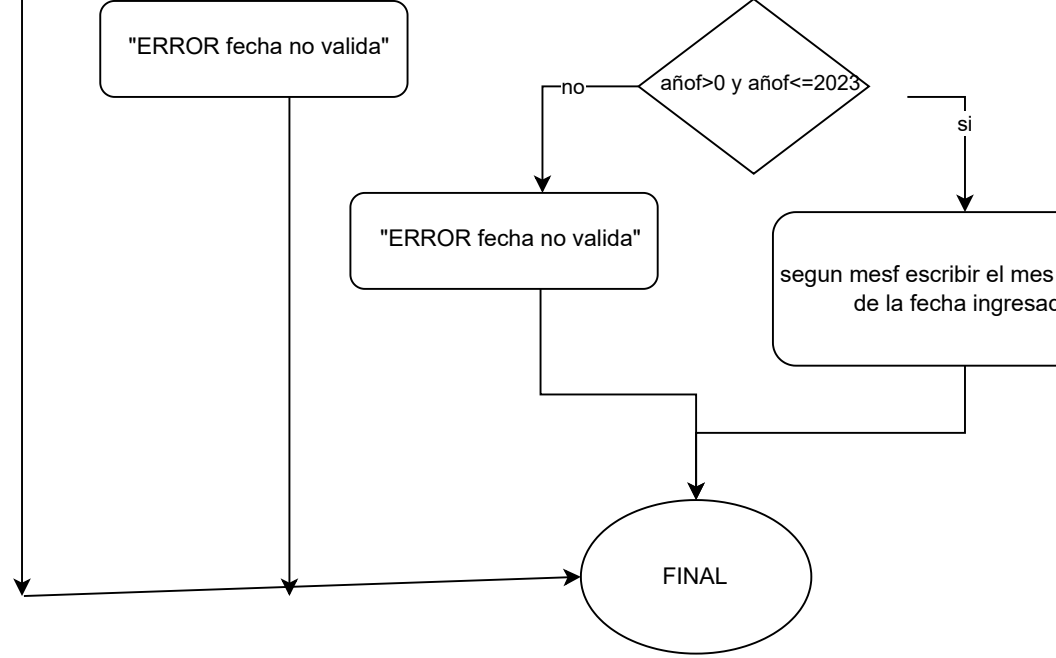 "ERROR fecha no valida"
añof>0 y añof<=2023
no
si
"ERROR fecha no valida"
segun mesf escribir el mes
de la fecha
FINAL